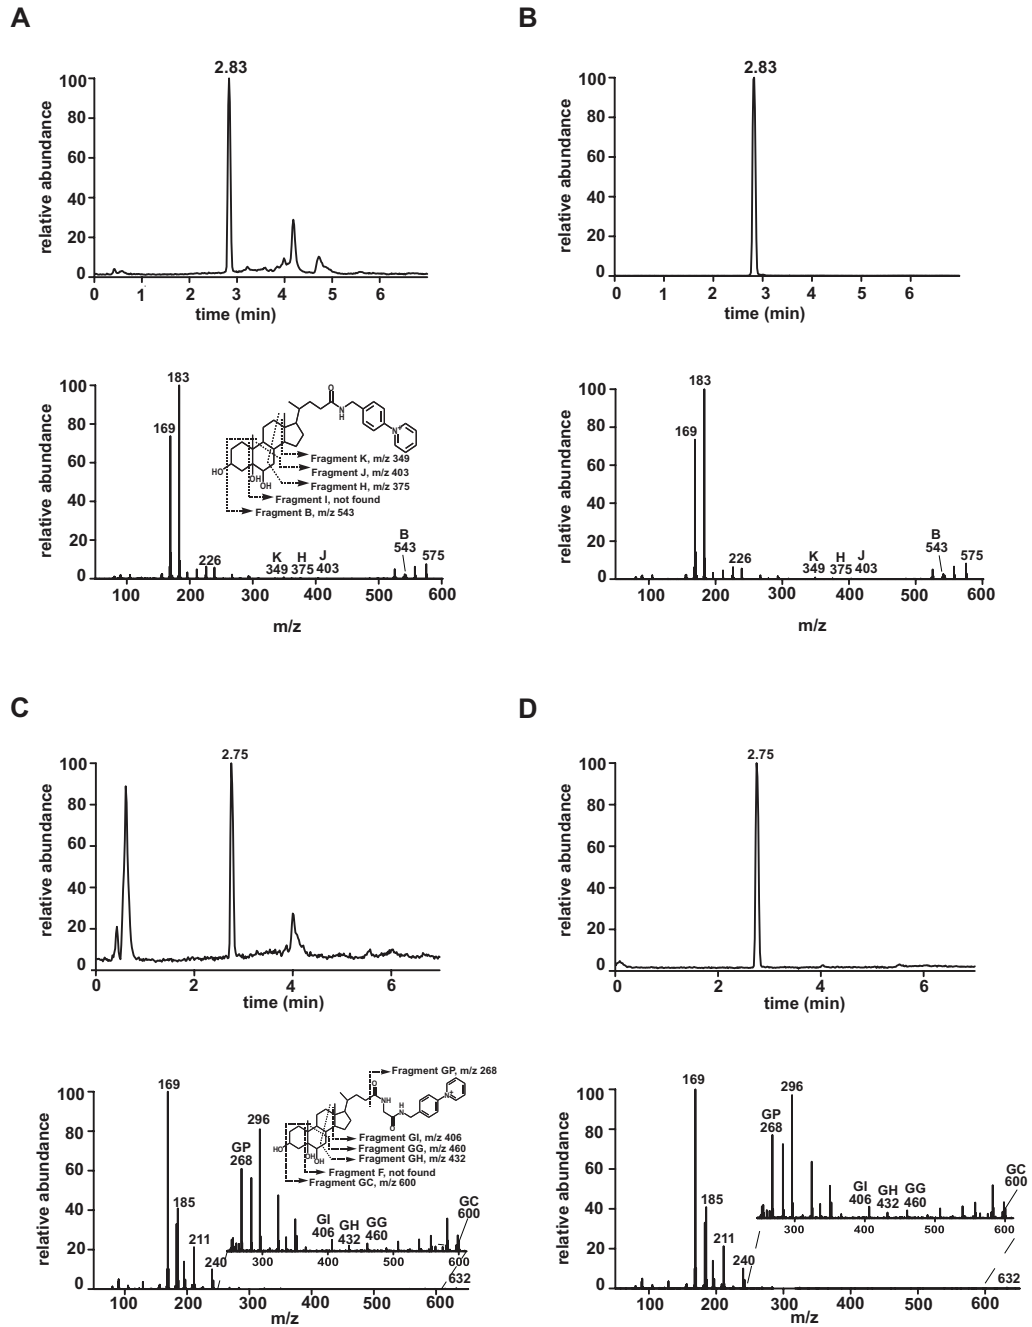 A
B
2.83
100
80
60
40
20
0
relative abundance
0 1 2 3 4 5 6
time (min)
2.83
100
80
60
40
20
0
relative abundance
0 1 2 3 4 5 6
time (min)
183
169
226
K
349
H
375
J
403
B
543
575
100
80
60
40
20
0
relative abundance
100 200 300 400 500 600
m/z
O
N
H
N+
HO
OH
OH
Fragment K, m/z 349
Fragment J, m/z 403
Fragment H, m/z 375
Fragment I, not found
Fragment B, m/z 543
183
169
226
K
349
H
375
J
403
B
543
575
100
80
60
40
20
0
relative abundance
100 200 300 400 500 600
m/z
C
D
2.75
100
80
60
40
20
0
relative abundance
0 2 4 6
time (min)
2.75
100
80
60
40
20
0
relative abundance
0 2 4 6
time (min)
169
185
211
240
GP
268
296
GI
406
GH
432
GG
460
GC
600
632
300 400 500 600
100
80
60
40
20
0
relative abundance
100 200 300 400 500 600
m/z
Fragment GP, m/z 268
O
NH
H
N
O
N+
HO
OH
OH
Fragment GI, m/z 406
Fragment GG, m/z 460
Fragment GH, m/z 432
Fragment F, not found
Fragment GC, m/z 600
169
185
211
240
GP
268
296
GI
406
GH
432
GG
460
GC
600
632
300 400 500 600
100
80
60
40
20
0
relative abundance
100 200 300 400 500 600
m/z